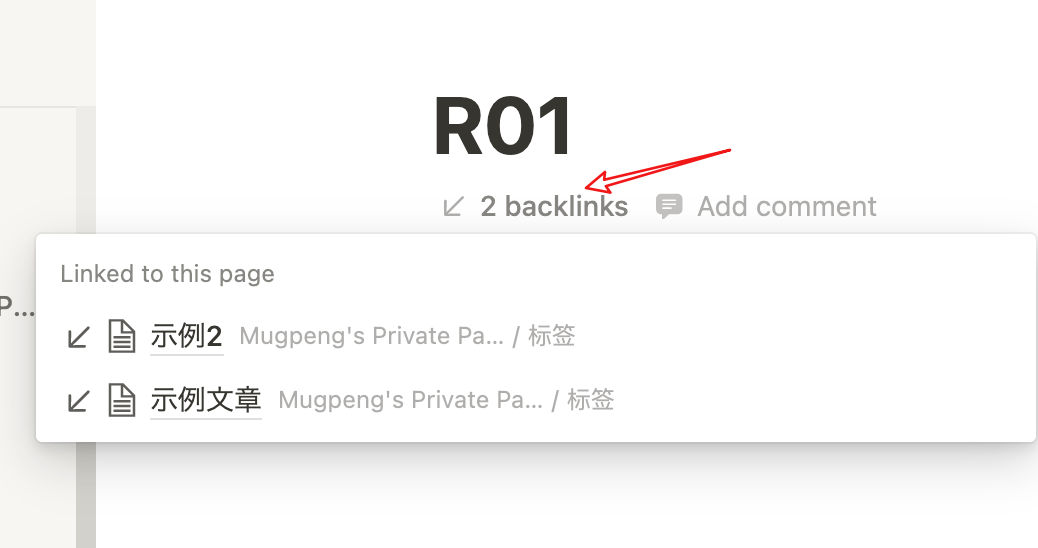 R01
2 backlinks Add comment
Linked to this page
P...
示例2 Mugpeng's Private Pa... / 标签
示例文章 Mugpeng's Private Pa... / 标签